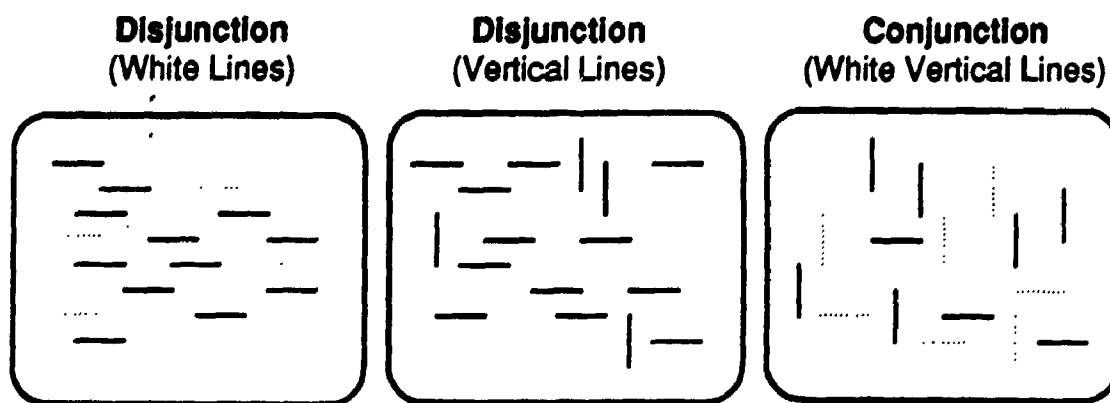 Disjunction
(White Lines)
Disjunction
(Vertical Lines)
Conjunction
(White Vertical Lines)